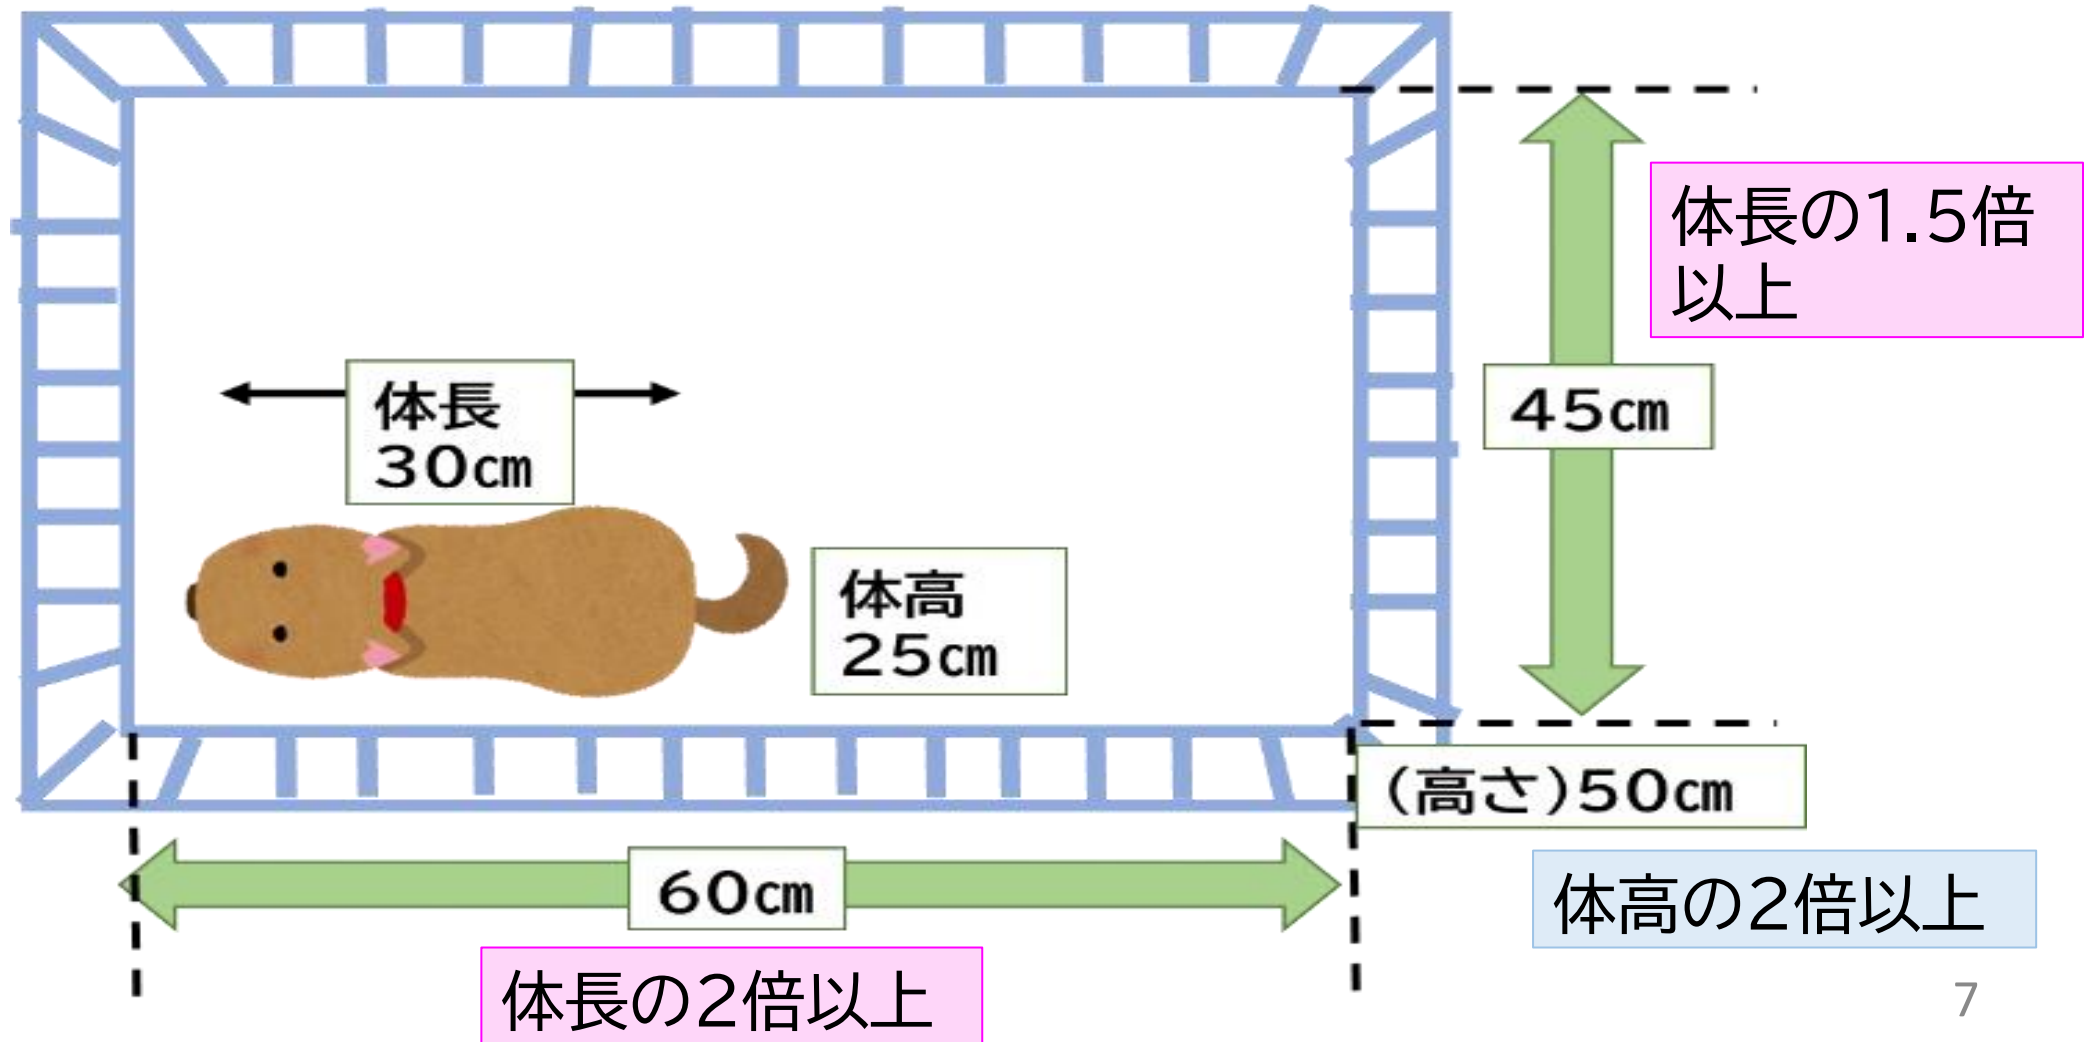 体長の1.5倍
以上
体長
30cm
45cm
体高
25cm
(高さ)50cm
60cm
体高の2倍以上
体長の2倍以上
7